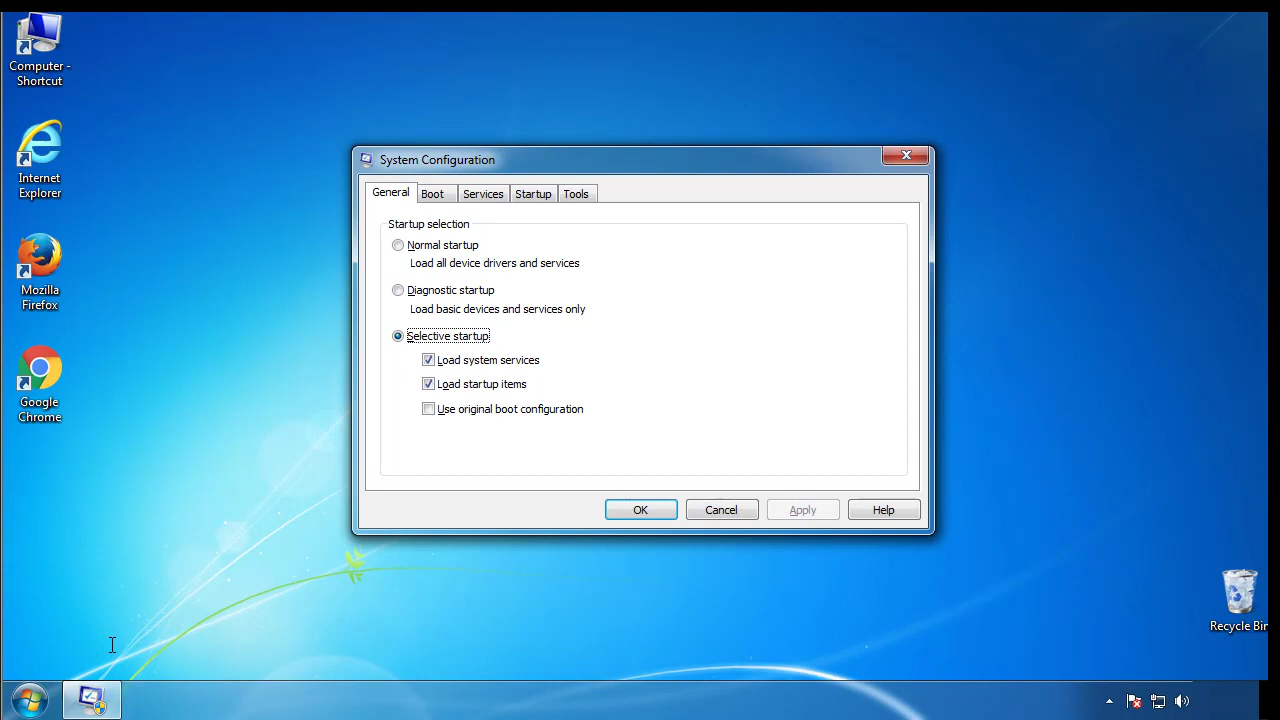 Computer -
Shortcut
Internet
Explorer
Mozilla
Firefox
Google
Chrome
System Configuration
General
Boot
Services
Startup
Tools
Startup selection
Normal startup
Load all device drivers and services
Diagnostic startup
Load basic devices and services only
Selective startup
Load system services
Load startup items
Use original boot configuration
OK
Cancel
Apply
Help
Recycle Bin